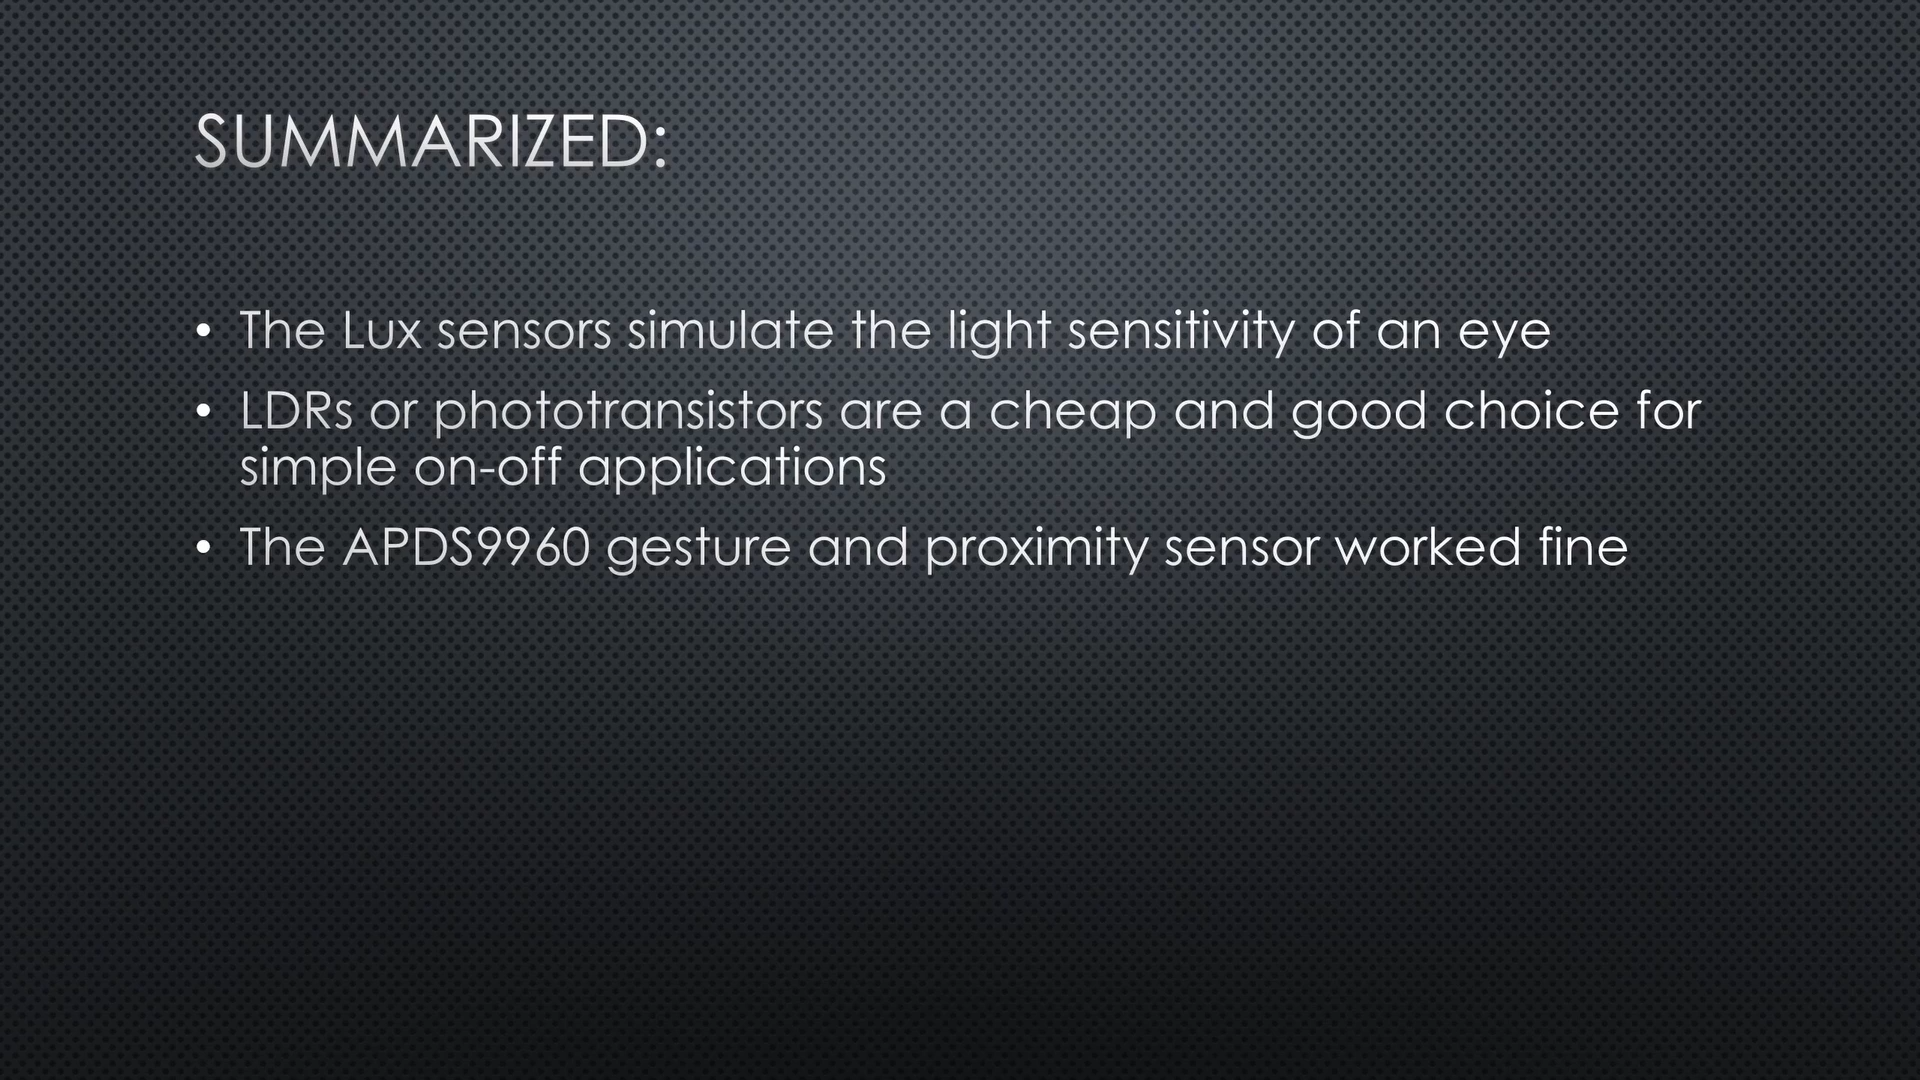 SUMMARIZED:
• The Lux sensors simulate the light sensitivity of an eye
• LDRs or phototransistors are a cheap and good choice for
simple on-off applications
• The APDS9960 gesture and proximity sensor worked fine